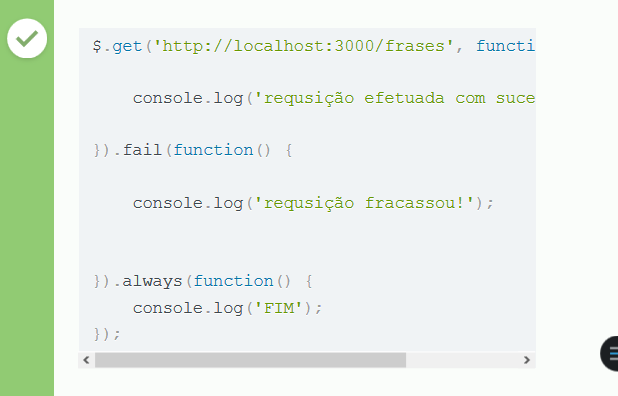 $.get('http://localhost:3000/frases', functi
console.log('requsição efetuada com suce
}).fail(function() {
console.log('requsição fracassou!');
}).always(function() {
console.log('FIM');
});